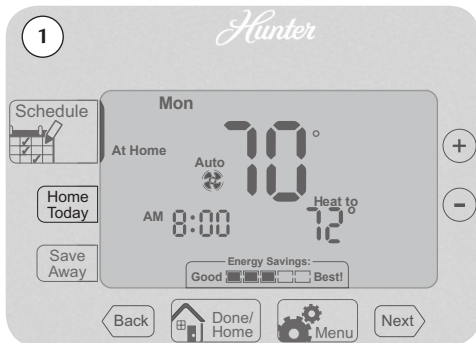 1
Hunter
Schedule
Mon
At Home
70°
Auto
+
Home
Today
AM 8:00
Heat to
72°
-
Save
Away
Energy Savings:
Good Best!
Back
Done/
Home
Menu
Next